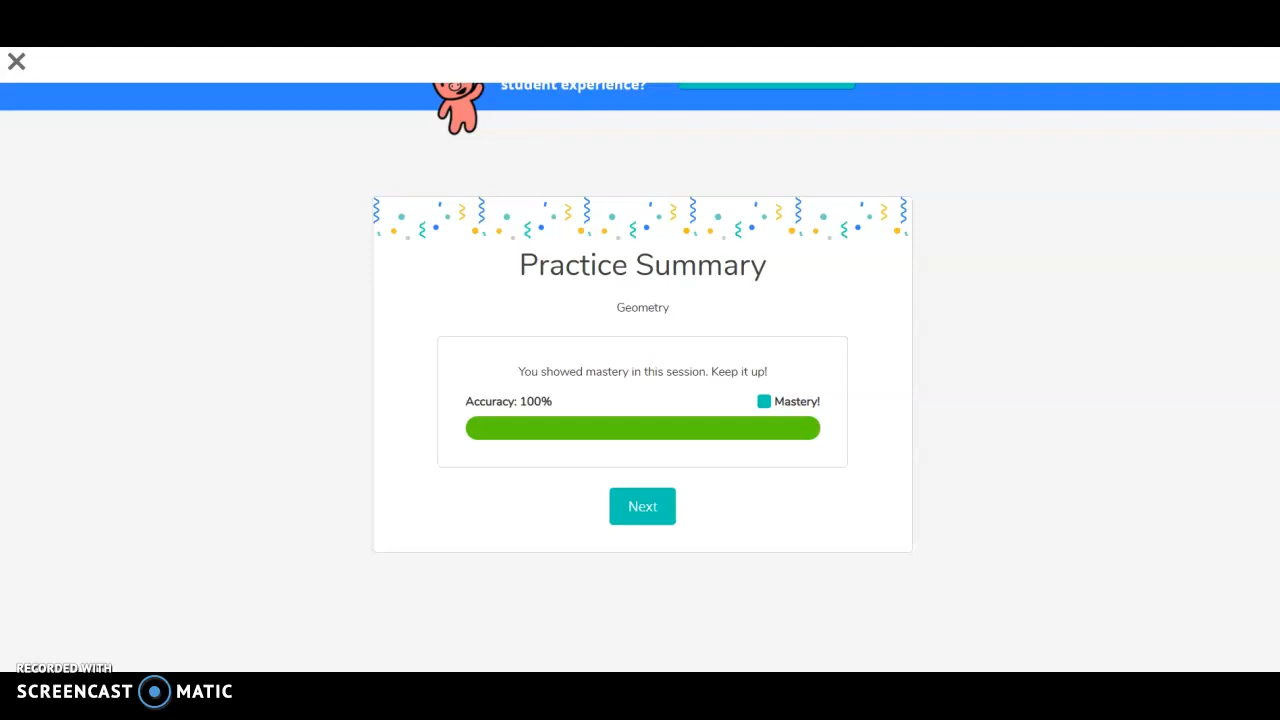 student experience?
Practice Summary
Geometry
You showed mastery in this session. Keep it up!
Accuracy: 100%
Mastery!
Next
RECORDED WITH
SCREENCAST MATIC